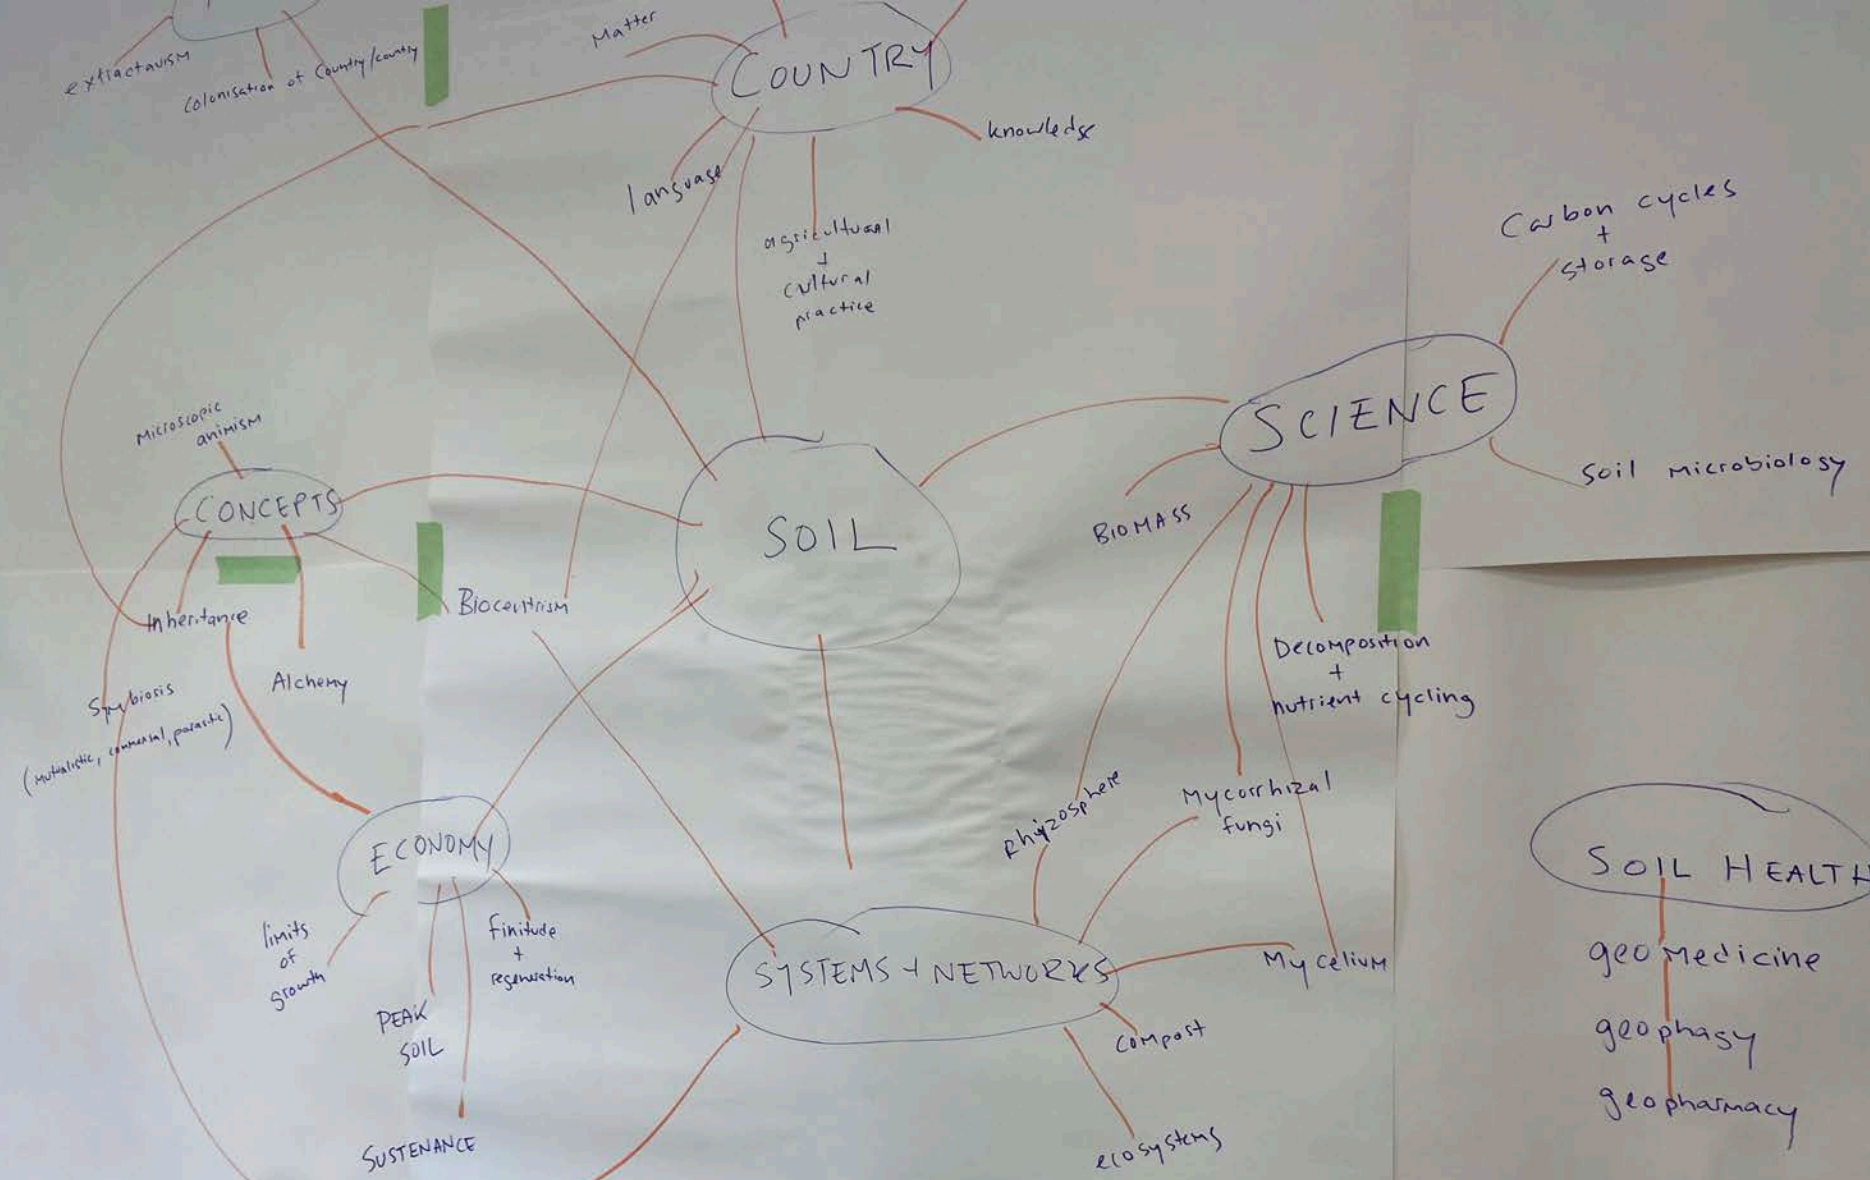 extractavism
Colonisation of Country/country
Matter
COUNTRY
knowledge
language
agricultural
+
cultural
practice
Carbon cycles
+
storage
SCIENCE
Soil Microbiology
BIOMASS
Microscopic
animism
CONCEPTS
SOIL
Inheritance
Biocentrism
Alchemy
Symbiosis
(mutualistic, commensal, parasitic)
Decomposition
+
nutrient cycling
Rhyzosphere
Mycorrhizal
fungi
ECONOMY
limits
of
growth
Finitude
+
regeneration
PEAK
SOIL
SUSTENANCE
SYSTEMS + NETWORKS
Mycelium
compost
ecosystems
SOIL HEALTH
geomedicine
geophagy
geopharmacy